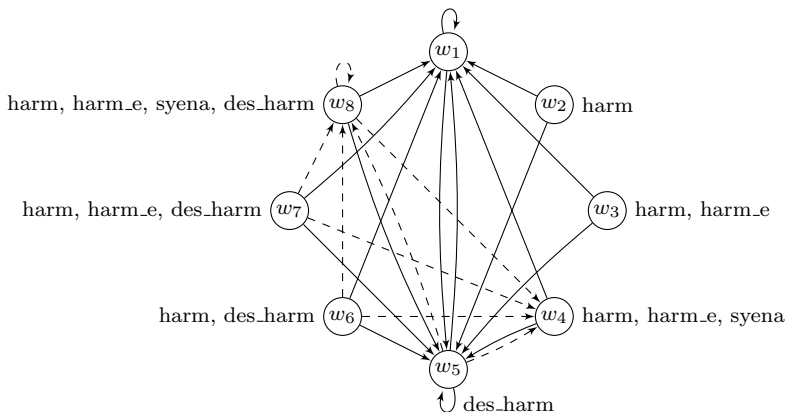 w1
harm, harm_e, syena, des_harm w8 w2 harm
harm, harm_e, des_harm w7 w3 harm, harm_e
harm, des_harm w6 w4 harm, harm_e, syena
w5
des_harm